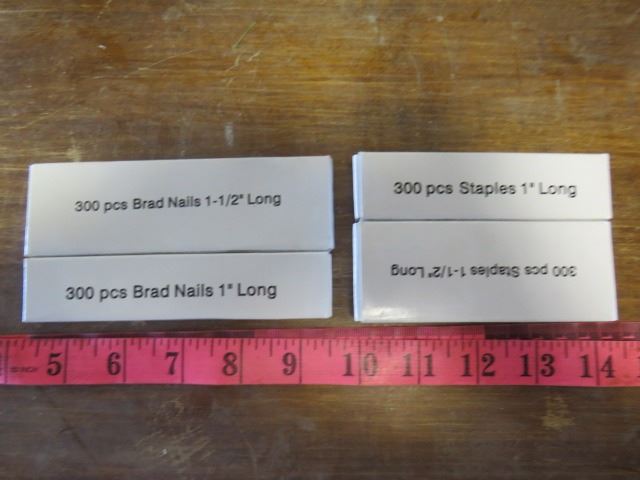 300 pcs Brad Nails 1-1/2" Long
300 pcs Brad Nails 1" Long
300 pcs Staples 1" Long
300 pcs Staples 1-1/2" Long
5 6 7 8 9 10 11 12 13 14